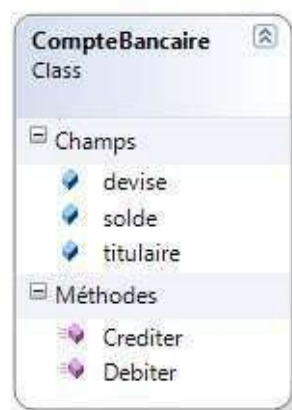 CompteBancaire
Class
Champs
devise
solde
titulaire
Méthodes
Crediter
Debiter